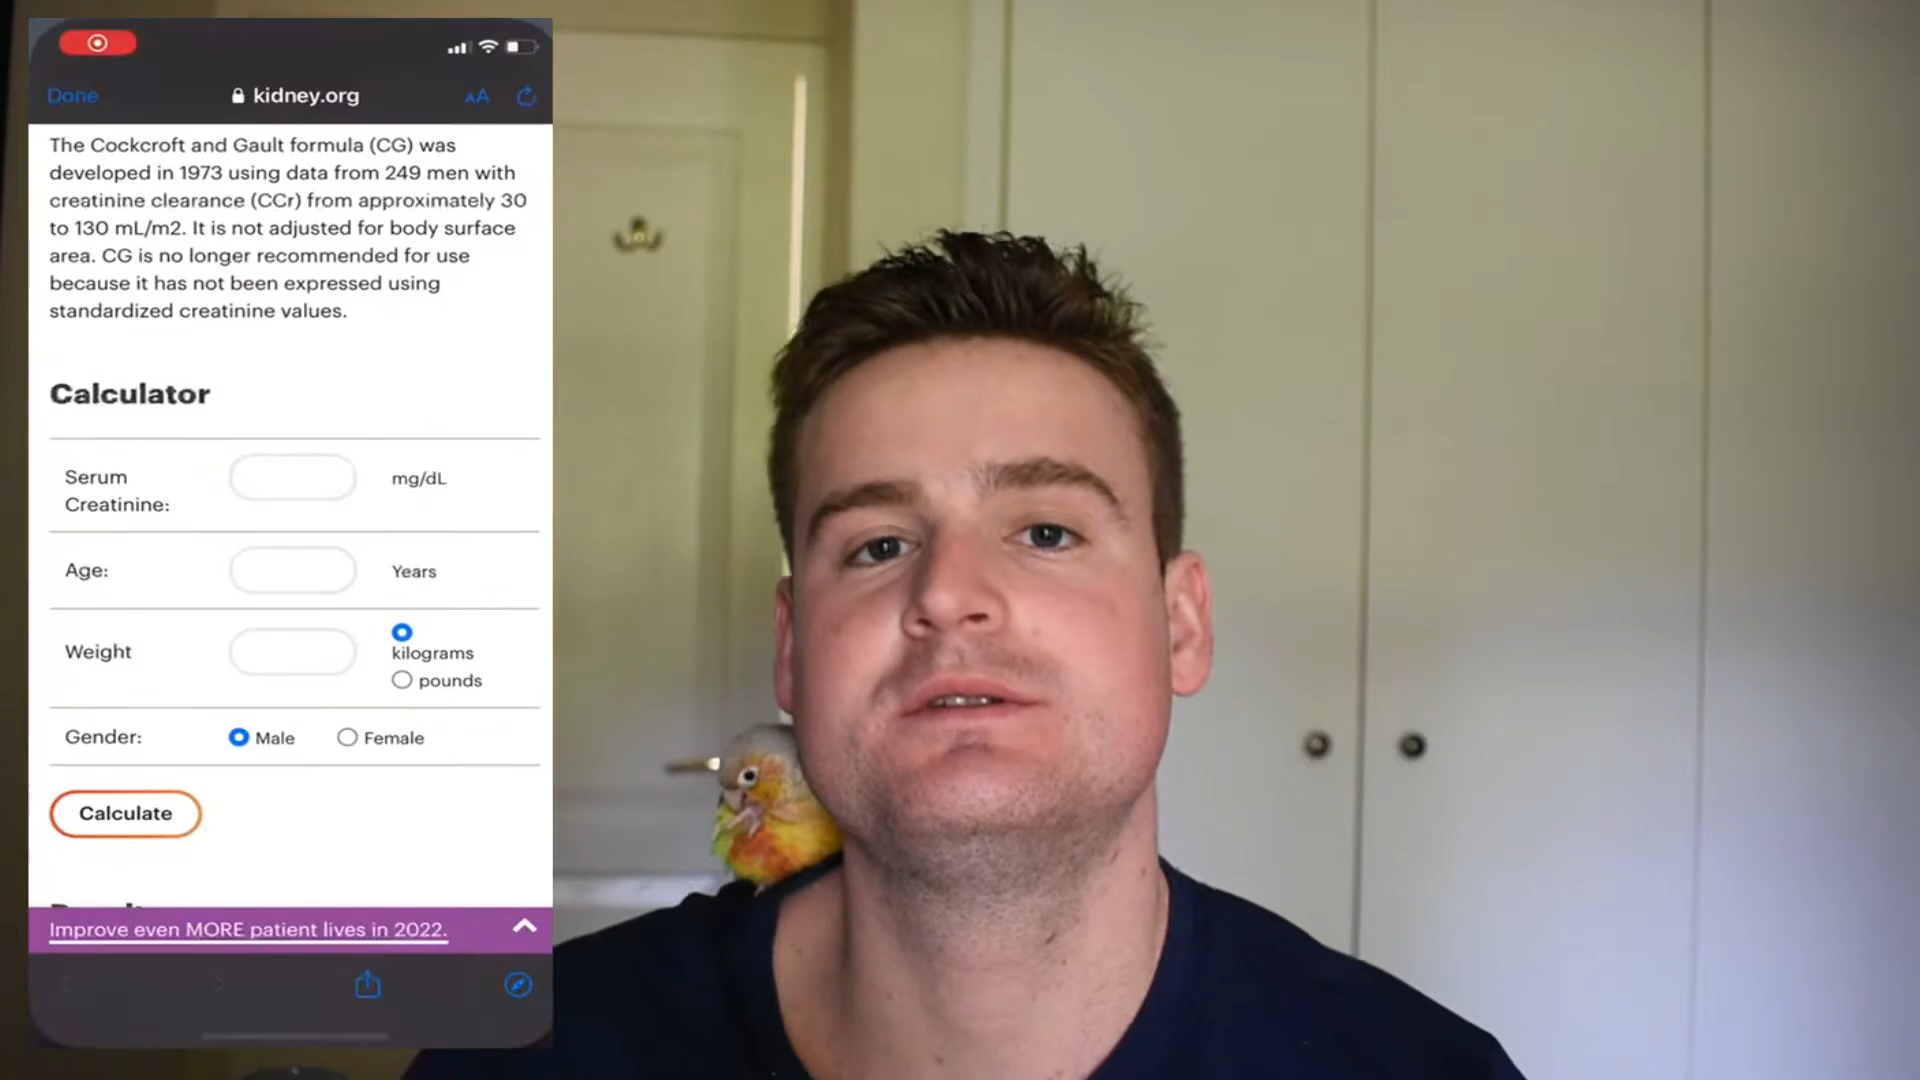 Done
kidney.org
AA
The Cockcroft and Gault formula (CG) was
developed in 1973 using data from 249 men with
creatinine clearance (CCr) from approximately 30
to 130 mL/m2. It is not adjusted for body surface
area. CG is no longer recommended for use
because it has not been expressed using
standardized creatinine values.
Calculator
Serum
Creatinine:
mg/dL
Age:
Years
Weight
kilograms
pounds
Gender:
Male
Female
Calculate
Improve even MORE patient lives in 2022.